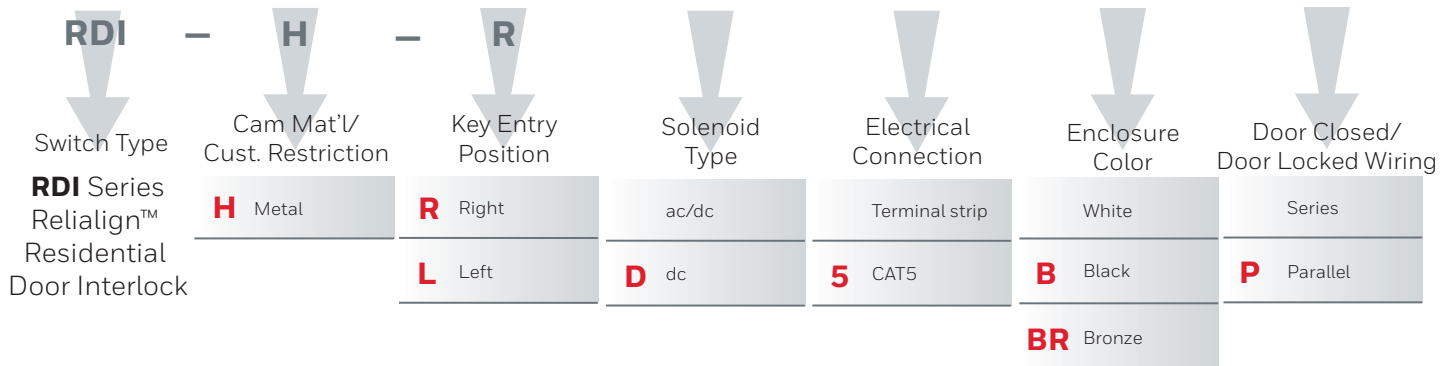 RDI – H – R
Switch Type
RDI Series
Relialign™
Residential
Door Interlock
Cam Mat'l/
Cust. Restriction
H Metal
Key Entry
Position
R Right
L Left
Solenoid
Type
ac/dc
D dc
Electrical
Connection
Terminal strip
5 CAT5
Enclosure
Color
White
B Black
BR Bronze
Door Closed/
Door Locked Wiring
Series
P Parallel